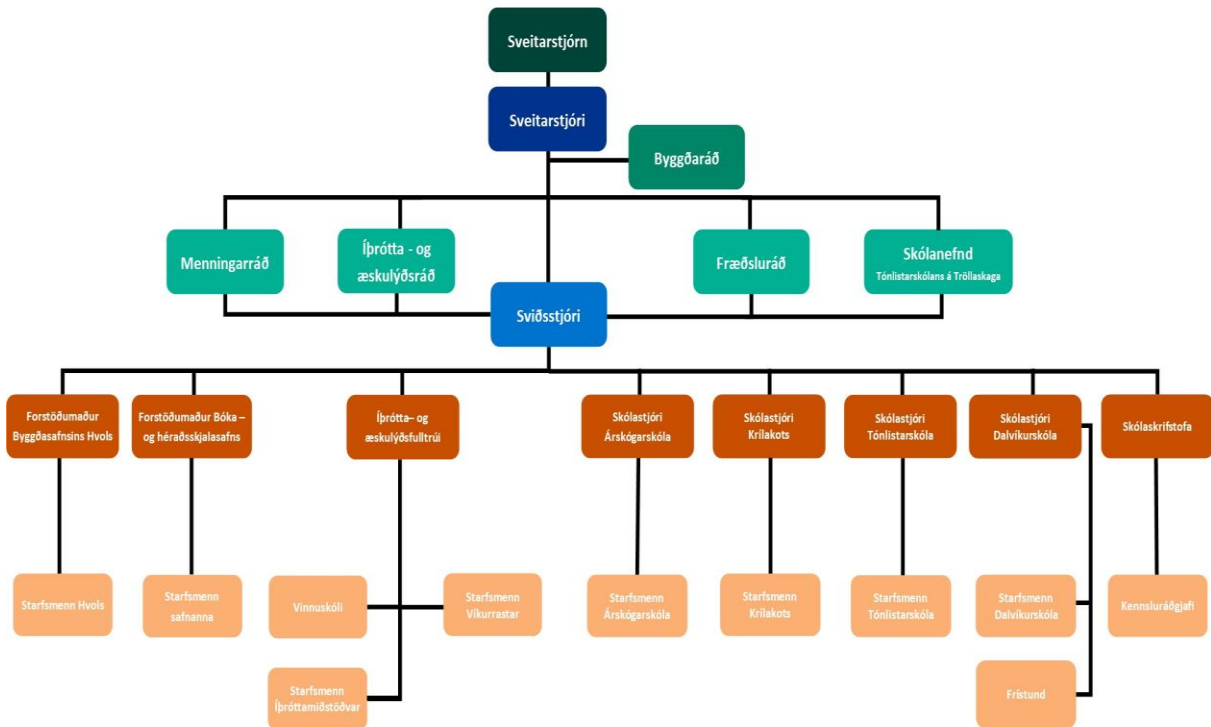 Sveitarstjórn
Sveitarstjóri
Byggðaráð
Menningarráð
Íþrótta - og
æskulýðsráð
Fræðsluráð
Skólanefnd
Tónlistarskólans á Tröllaskaga
Sviðsstjóri
Forstöðumaður
Byggðasafnsins Hvols
Forstöðumaður Bóka –
og héraðsskjalasafns
Íþrótta– og
æskulýðsfulltrúi
Skólastjóri
Árskógarskóla
Skólastjóri
Krílakots
Skólastjóri
Tónlistarskóla
Skólastjóri
Dalvíkurskóla
Skólaskrifstofa
Starfsmenn Hvols
Starfsmenn
safnanna
Vinnuskóli
Starfsmenn
Víkurrastar
Starfsmenn
Árskógarskóla
Starfsmenn
Krílakots
Starfsmenn
Tónlistarskóla
Starfsmenn
Dalvíkurskóla
Kennsluráðgjafi
Starfsmenn
Íþróttamiðstöðvar
Frístund